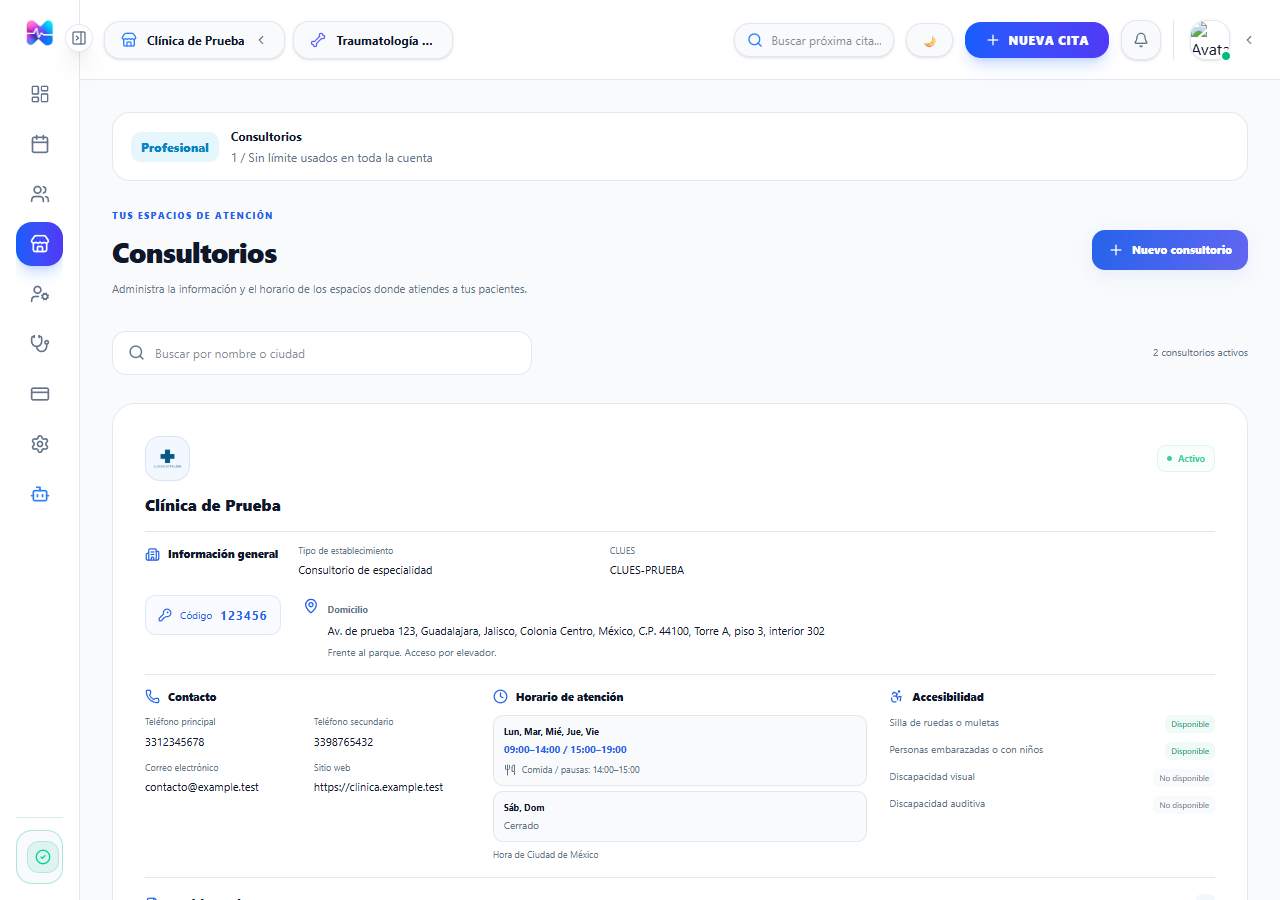 Clínica de Prueba
Traumatología ...
Buscar próxima cita...
NUEVA CITA
Avata
Profesional
Consultorios
1 / Sin límite usados en toda la cuenta
TUS ESPACIOS DE ATENCIÓN
Consultorios
Nuevo consultorio
Administra la información y el horario de los espacios donde atiendes a tus pacientes.
Buscar por nombre o ciudad
2 consultorios activos
Activo
Clínica de Prueba
Información general
Tipo de establecimiento
Consultorio de especialidad
CLUES
CLUES-PRUEBA
Código 123456
Domicilio
Av. de prueba 123, Guadalajara, Jalisco, Colonia Centro, México, C.P. 44100, Torre A, piso 3, interior 302
Frente al parque. Acceso por elevador.
Contacto
Teléfono principal
3312345678
Teléfono secundario
3398765432
Correo electrónico
contacto@example.test
Sitio web
https://clinica.example.test
Horario de atención
Lun, Mar, Mié, Jue, Vie
09:00–14:00 / 15:00–19:00
Comida / pausas: 14:00–15:00
Sáb, Dom
Cerrado
Hora de Ciudad de México
Accesibilidad
Silla de ruedas o muletas
Disponible
Personas embarazadas o con niños
Disponible
Discapacidad visual
No disponible
Discapacidad auditiva
No disponible